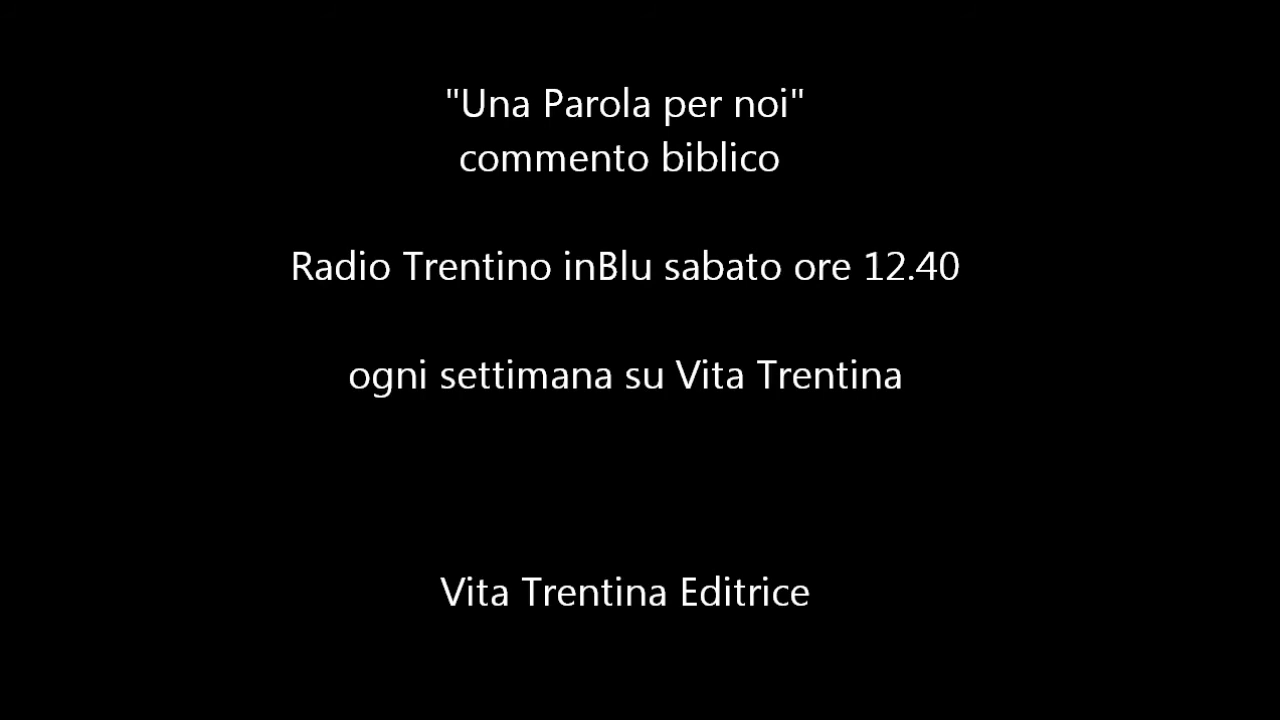 "Una Parola per noi"
commento biblico
Radio Trentino inBlu sabato ore 12.40
ogni settimana su Vita Trentina
Vita Trentina Editrice